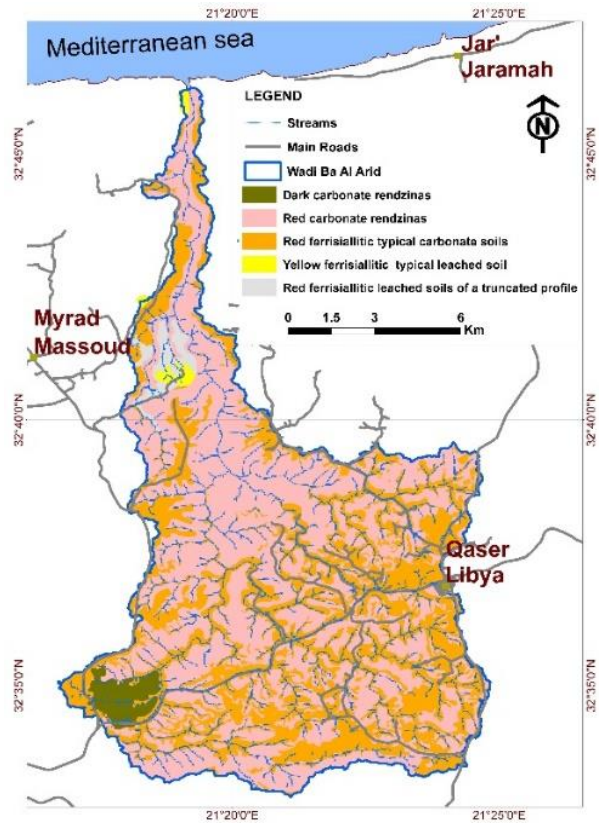 21°20'0"E
21°25'0"E
Mediterranean sea
Jar'
Jaramah
LEGEND
Streams
Main Roads
Wadi Ba Al Arid
Dark carbonate rendzinas
Red carbonate rendzinas
Red ferrisiallitic typical carbonate soils
Yellow ferrisiallitic typical leached soil
Red ferrisiallitic leached soils of a truncated profile
0 1.5 3 6
Km
N
32°45'0"N
32°45'0"N
Myrad
Massoud
32°40'0"N
32°40'0"N
Qaser
Libya
32°35'0"N
32°35'0"N
21°20'0"E
21°25'0"E